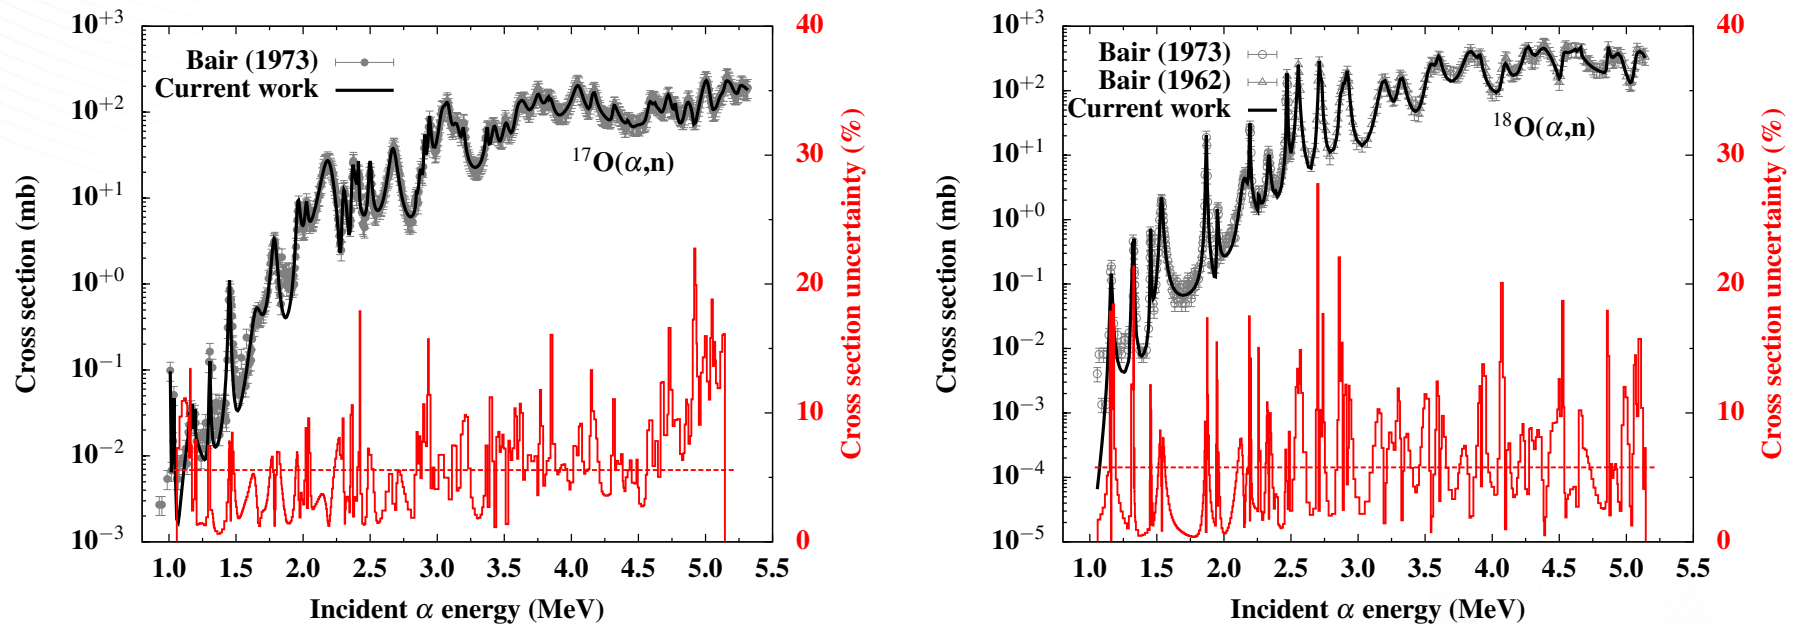 Bair (1973)
Current work
17O(α,n)
Cross section (mb)
10+3
10+2
10+1
10+0
10−1
10−2
10−3
40
30
20
10
0
Cross section uncertainty (%)
1.0 1.5 2.0 2.5 3.0 3.5 4.0 4.5 5.0 5.5
Incident α energy (MeV)
Bair (1973)
Bair (1962)
Current work
18O(α,n)
Cross section (mb)
10+3
10+2
10+1
10+0
10−1
10−2
10−3
10−4
10−5
40
30
20
10
0
Cross section uncertainty (%)
1.0 1.5 2.0 2.5 3.0 3.5 4.0 4.5 5.0 5.5
Incident α energy (MeV)